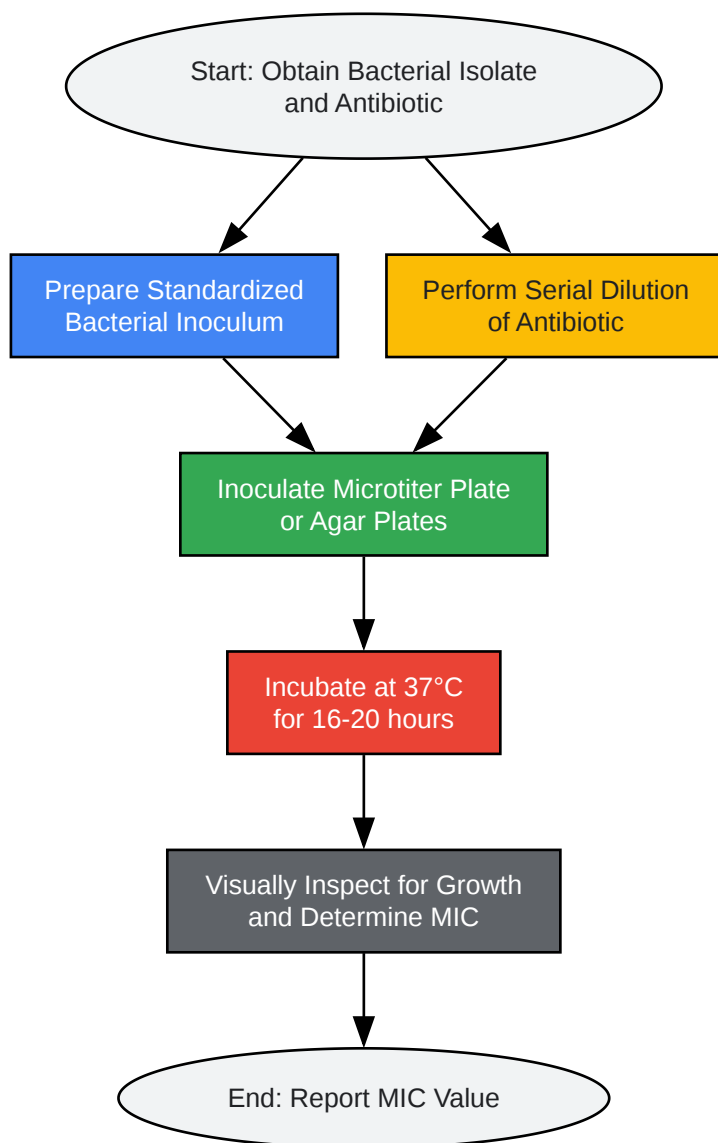 Start: Obtain Bacterial Isolate
and Antibiotic
Prepare Standardized
Bacterial Inoculum
Perform Serial Dilution
of Antibiotic
Inoculate Microtiter Plate
or Agar Plates
Incubate at 37°C
for 16-20 hours
Visually Inspect for Growth
and Determine MIC
End: Report MIC Value